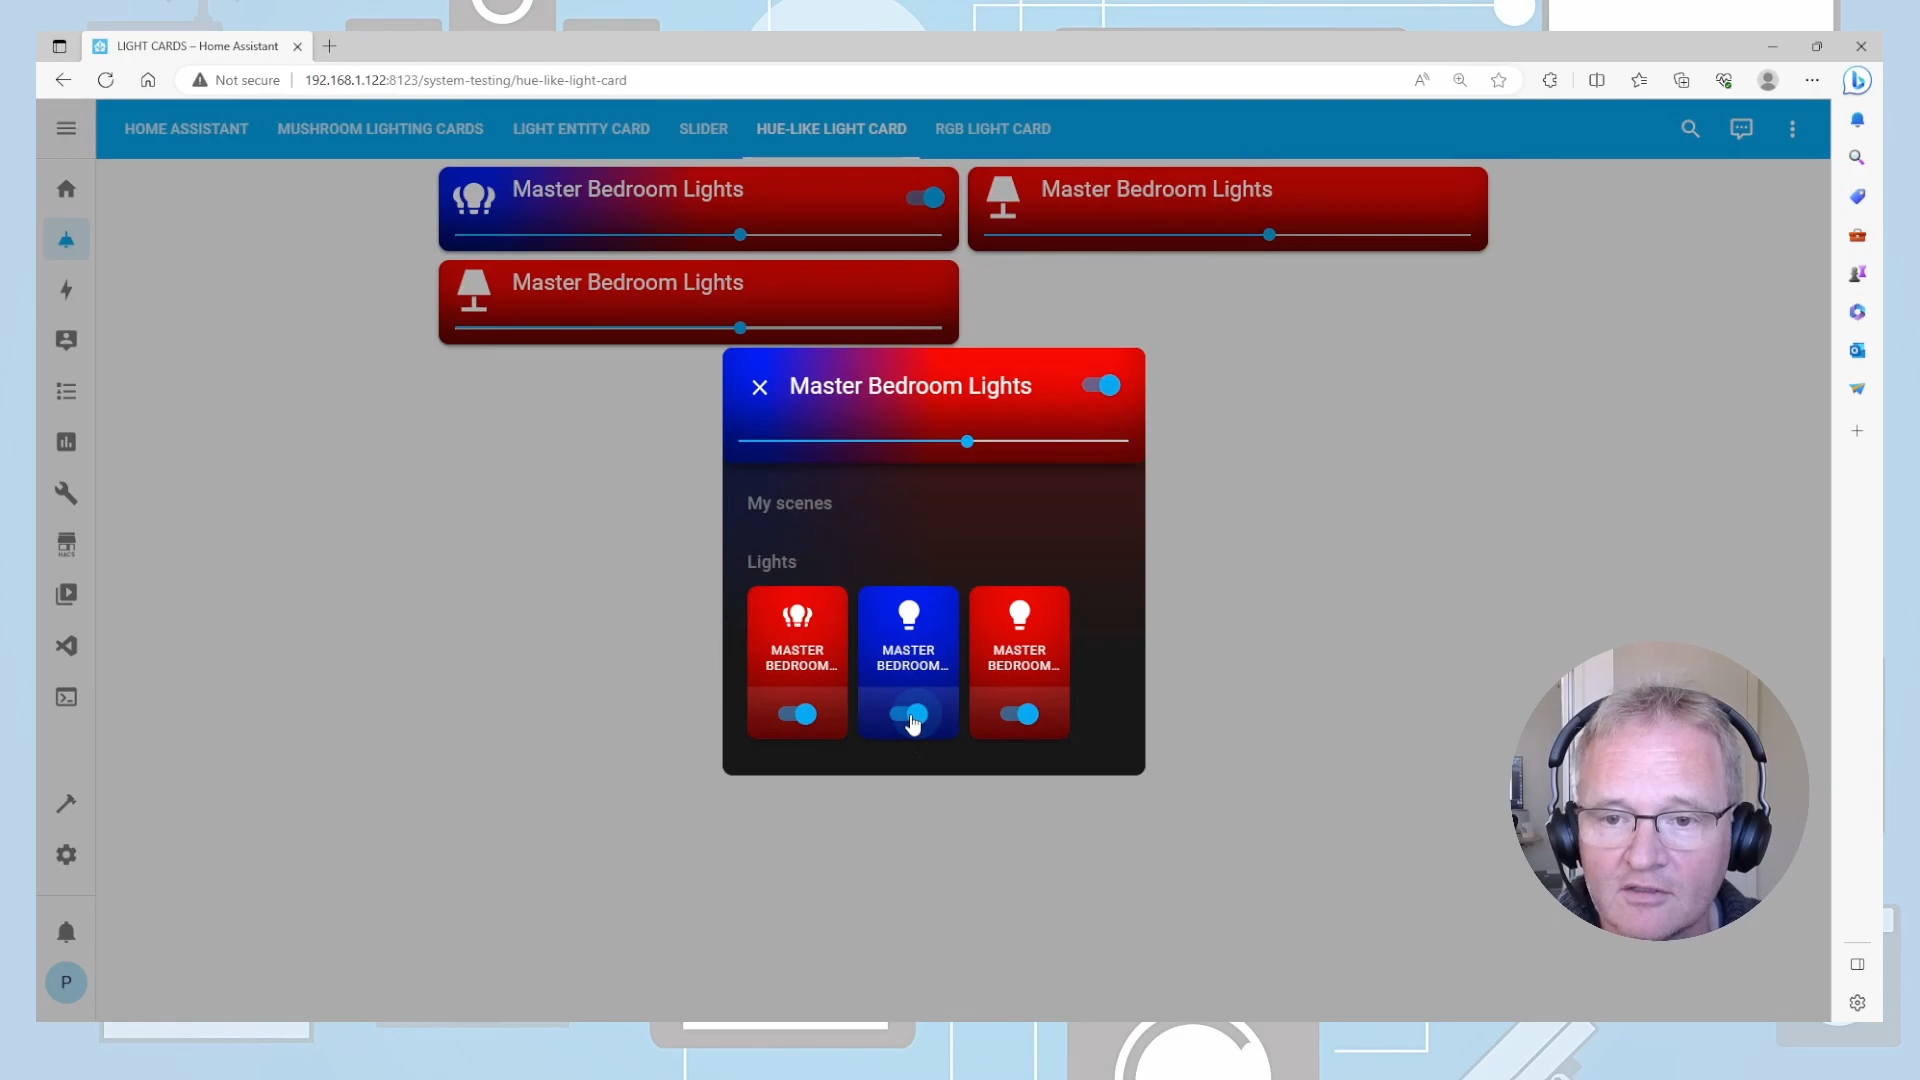 LIGHT CARDS – Home Assistant
Not secure
192.168.1.122:8123/system-testing/hue-like-light-card
HOME ASSISTANT
MUSHROOM LIGHTING CARDS
LIGHT ENTITY CARD
SLIDER
HUE-LIKE LIGHT CARD
RGB LIGHT CARD
Master Bedroom Lights
Master Bedroom Lights
Master Bedroom Lights
Master Bedroom Lights
My scenes
Lights
MASTER
BEDROOM...
MASTER
BEDROOM...
MASTER
BEDROOM...
HACS
P